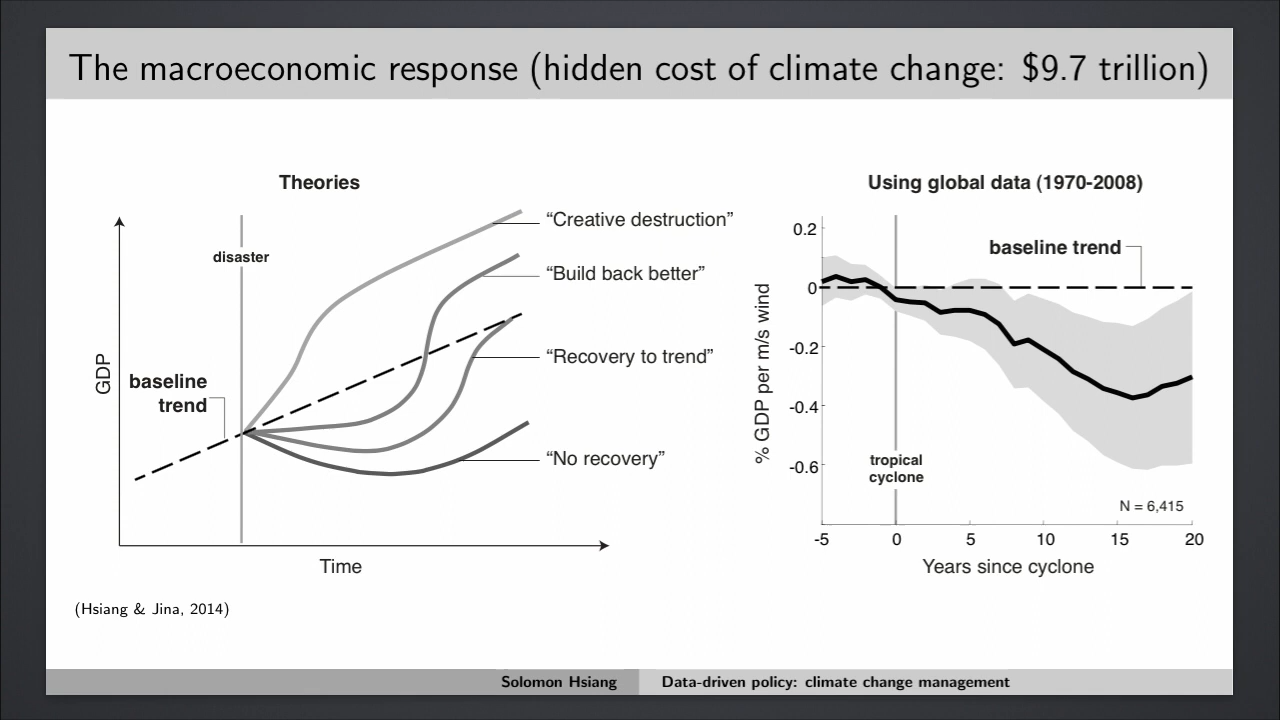 The macroeconomic response (hidden cost of climate change: $9.7 trillion)
Theories
disaster
GDP
baseline
trend
“Creative destruction”
“Build back better”
“Recovery to trend”
“No recovery”
Time
Using global data (1970-2008)
baseline trend
% GDP per m/s wind
0.2
0
-0.2
-0.4
-0.6
tropical
cyclone
N = 6,415
-5 0 5 10 15 20
Years since cyclone
(Hsiang & Jina, 2014)
Solomon Hsiang
Data-driven policy: climate change management